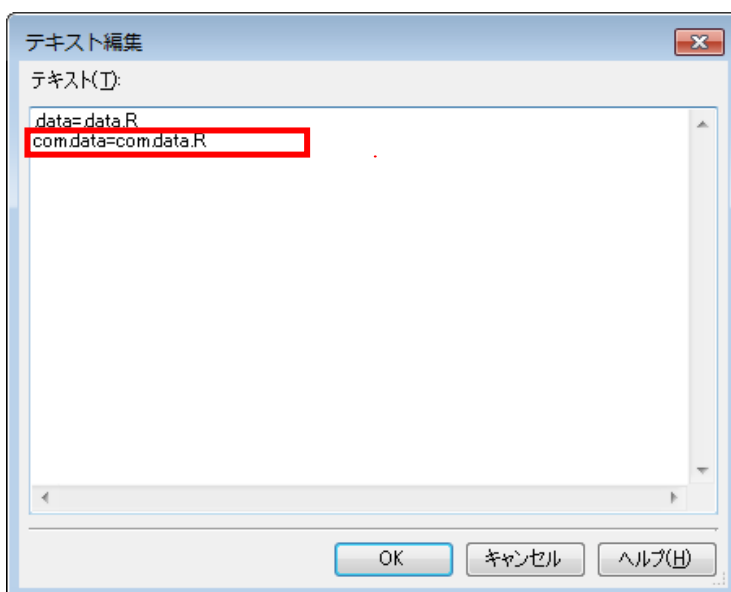 テキスト編集
テキスト(T):
.data=.data.R
com.data=com.data.R
OK
キャンセル
ヘルプ(H)